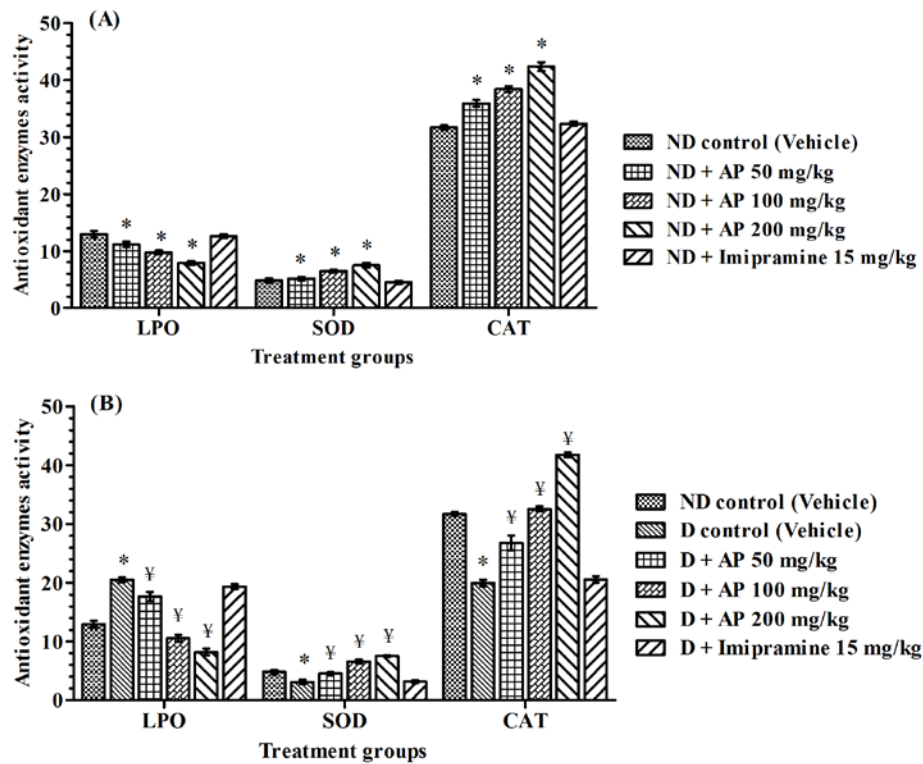 (A)
Antioxidant enzymes activity
50
40
30
20
10
0
* * *
* * *
* * *
LPO SOD CAT
Treatment groups
ND control (Vehicle)
ND + AP 50 mg/kg
ND + AP 100 mg/kg
ND + AP 200 mg/kg
ND + Imipramine 15 mg/kg
(B)
Antioxidant enzymes activity
50
40
30
20
10
0
* ¥ ¥ ¥
* ¥ ¥ ¥
* ¥ ¥ ¥
LPO SOD CAT
Treatment groups
ND control (Vehicle)
D control (Vehicle)
D + AP 50 mg/kg
D + AP 100 mg/kg
D + AP 200 mg/kg
D + Imipramine 15 mg/kg